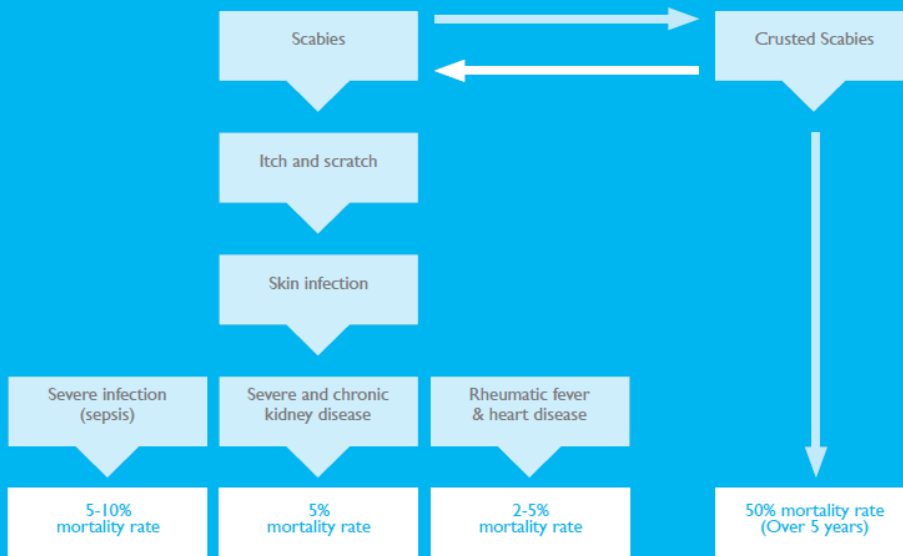 Scabies
Crusted Scabies
Itch and scratch
Skin infection
Severe infection
(sepsis)
Severe and chronic
kidney disease
Rheumatic fever
& heart disease
5-10%
mortality rate
5%
mortality rate
2-5%
mortality rate
50% mortality rate
(Over 5 years)